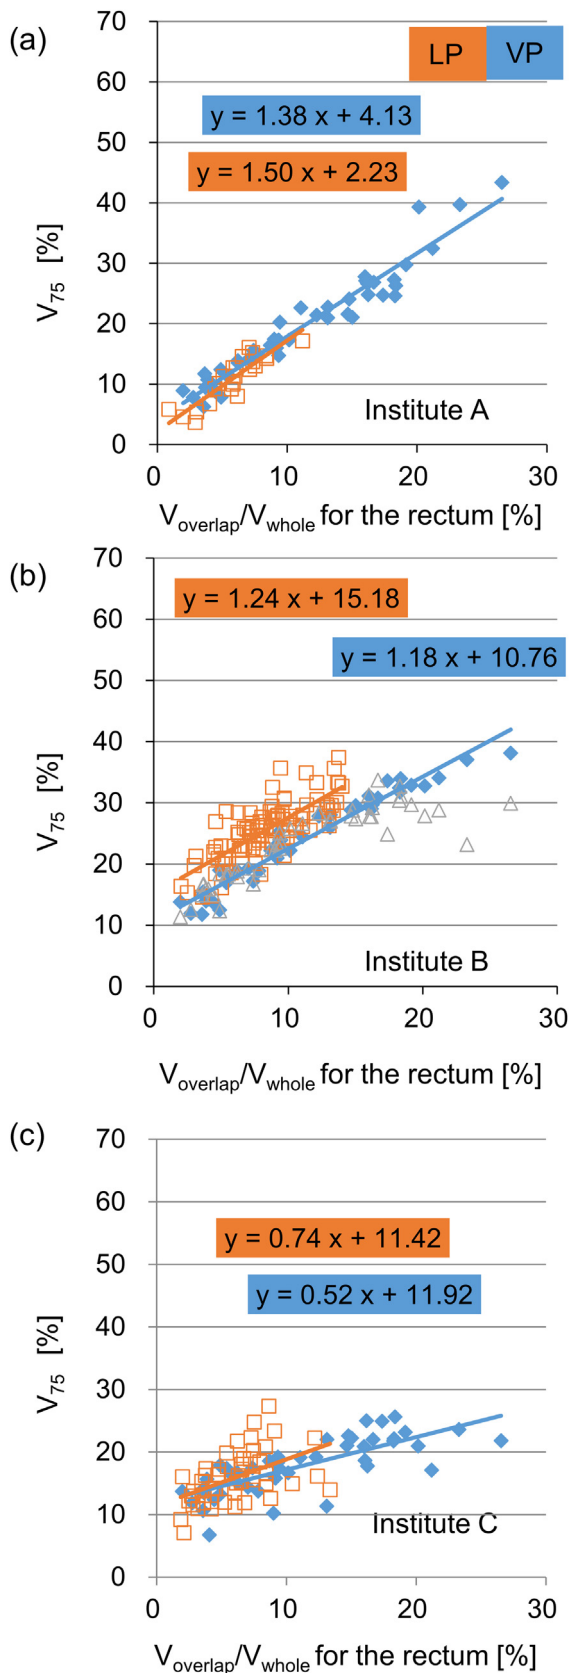 (a)
70
60
50
40
30
20
10
0
V75 [%]
LP VP
y = 1.38 x + 4.13
y = 1.50 x + 2.23
Institute A
0 10 20 30
Voverlap/Vwhole for the rectum [%]
(b)
70
60
50
40
30
20
10
0
V75 [%]
y = 1.24 x + 15.18
y = 1.18 x + 10.76
Institute B
0 10 20 30
Voverlap/Vwhole for the rectum [%]
(c)
70
60
50
40
30
20
10
0
V75 [%]
y = 0.74 x + 11.42
y = 0.52 x + 11.92
Institute C
0 10 20 30
Voverlap/Vwhole for the rectum [%]